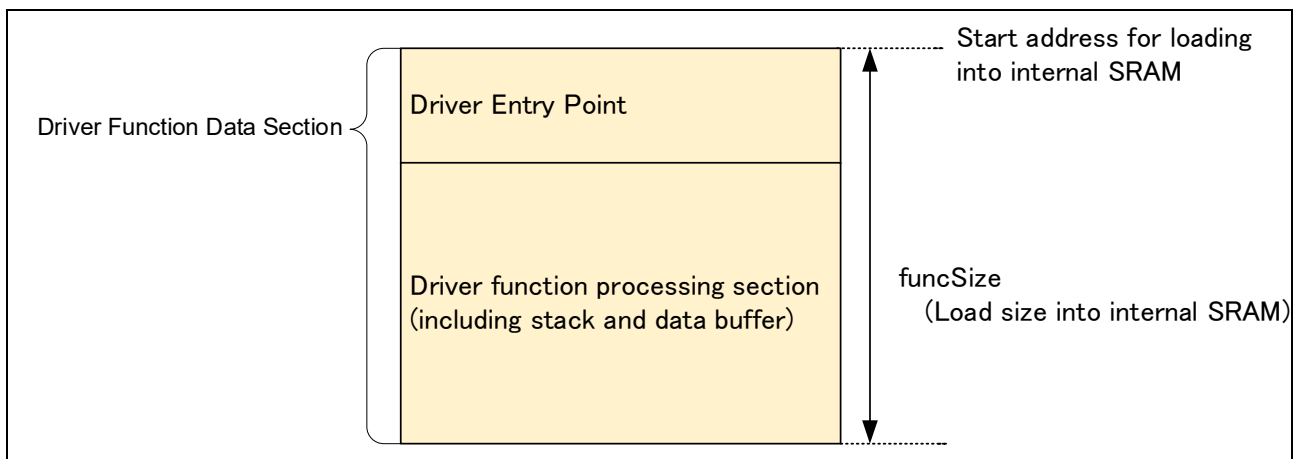 Start address for loading
into internal SRAM
Driver Entry Point
Driver Function Data Section
Driver function processing section
(including stack and data buffer)
funcSize
(Load size into internal SRAM)